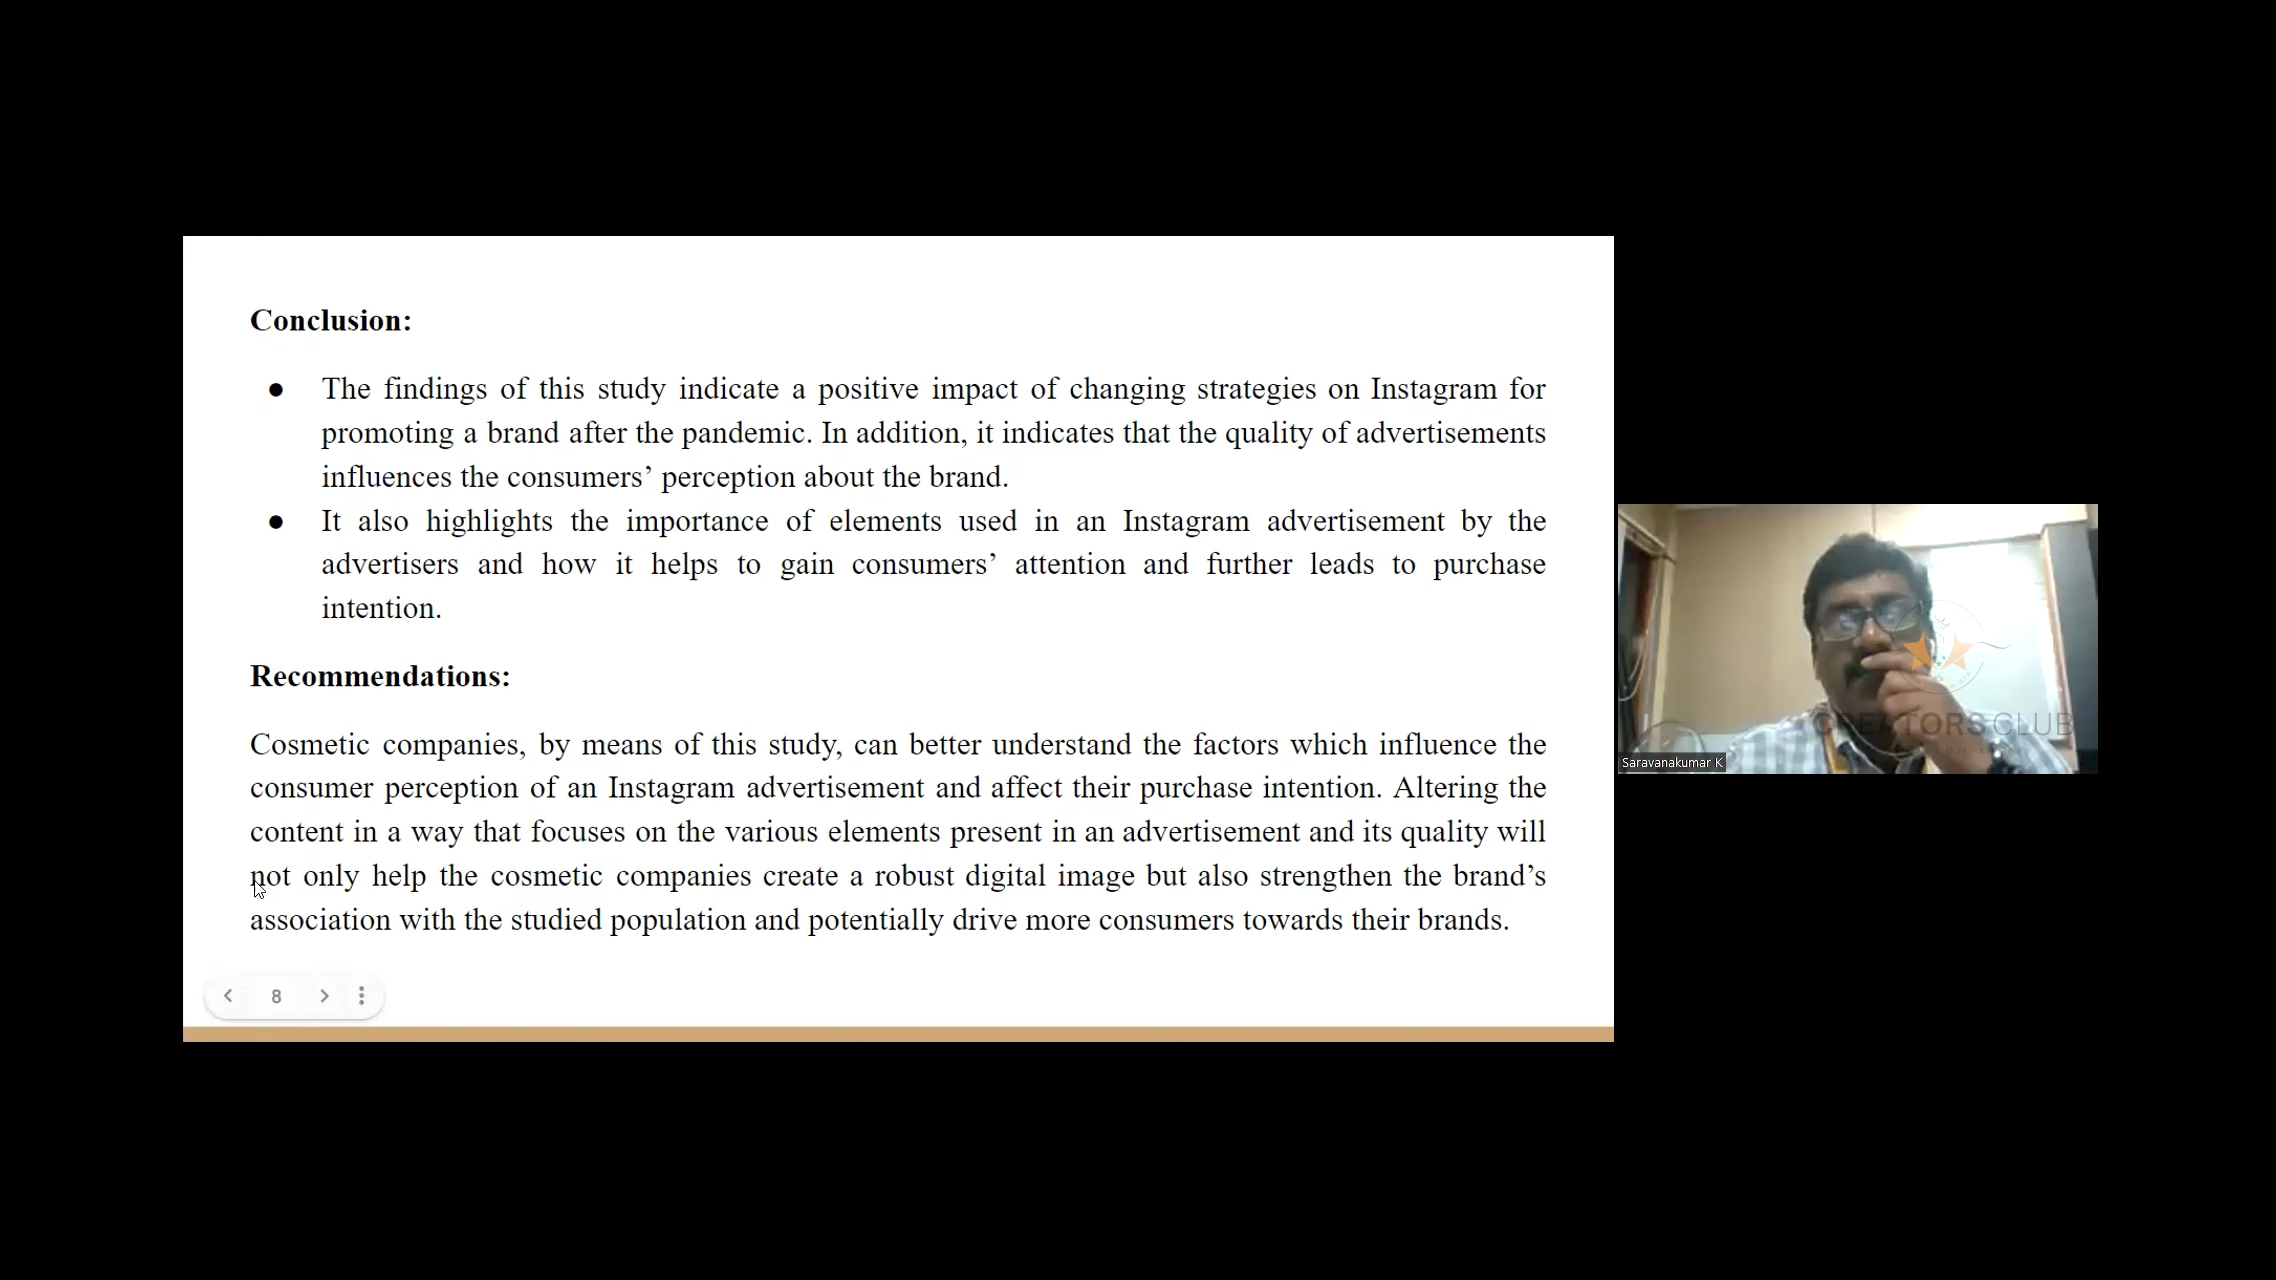 Conclusion:
● The findings of this study indicate a positive impact of changing strategies on Instagram for
promoting a brand after the pandemic. In addition, it indicates that the quality of advertisements
influences the consumers’ perception about the brand.
● It also highlights the importance of elements used in an Instagram advertisement by the
advertisers and how it helps to gain consumers’ attention and further leads to purchase
intention.
Recommendations:
Cosmetic companies, by means of this study, can better understand the factors which influence the
consumer perception of an Instagram advertisement and affect their purchase intention. Altering the
content in a way that focuses on the various elements present in an advertisement and its quality will
not only help the cosmetic companies create a robust digital image but also strengthen the brand’s
association with the studied population and potentially drive more consumers towards their brands.
8
CREATORS CLUB
Saravanakumar K